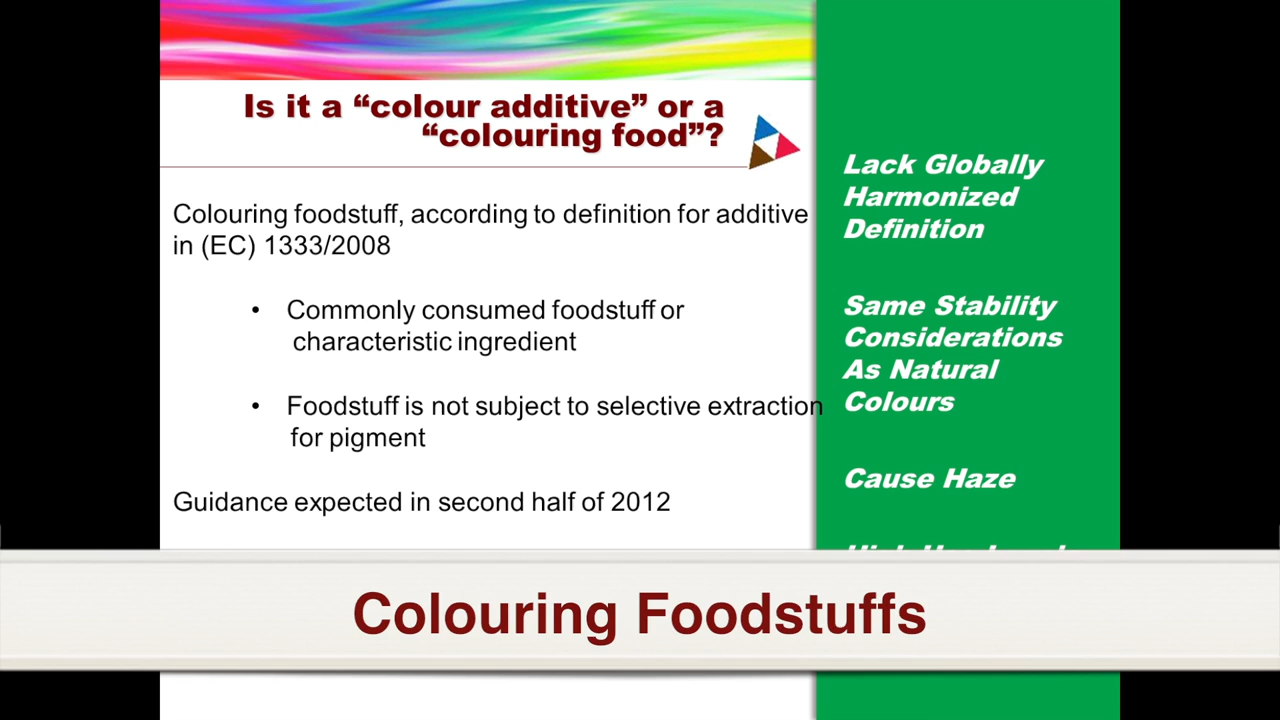 Is it a “colour additive” or a
“colouring food”?
Colouring foodstuff, according to definition for additive
in (EC) 1333/2008
• Commonly consumed foodstuff or
characteristic ingredient
• Foodstuff is not subject to selective extraction
for pigment
Guidance expected in second half of 2012
Lack Globally
Harmonized
Definition
Same Stability
Considerations
As Natural
Colours
Cause Haze
Colouring Foodstuffs